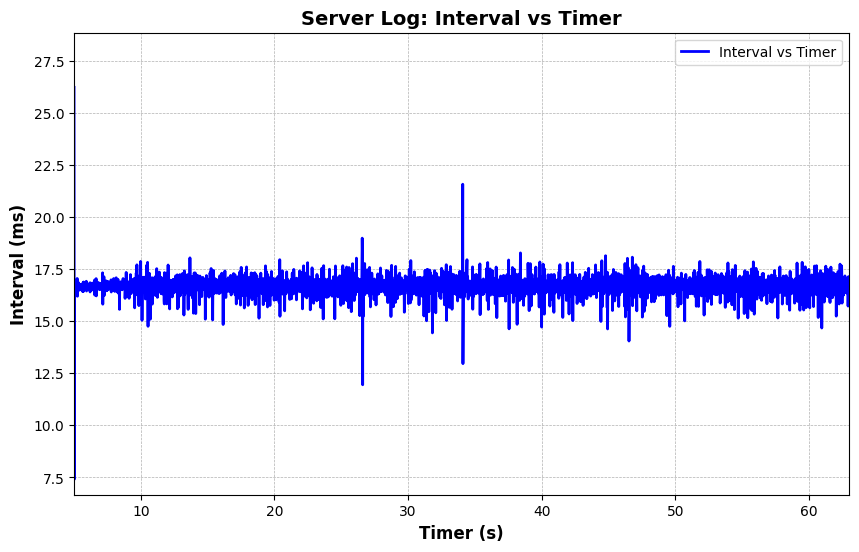 Server Log: Interval vs Timer
Interval vs Timer
Interval (ms)
27.5
25.0
22.5
20.0
17.5
15.0
12.5
10.0
7.5
10 20 30 40 50 60
Timer (s)